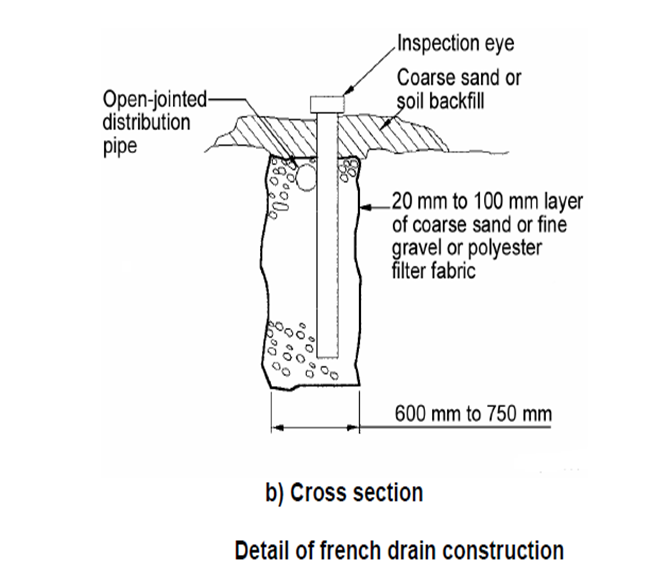 Inspection eye
Coarse sand or
soil backfill
Open-jointed
distribution
pipe
20 mm to 100 mm layer
of coarse sand or fine
gravel or polyester
filter fabric
600 mm to 750 mm
b) Cross section
Detail of french drain construction